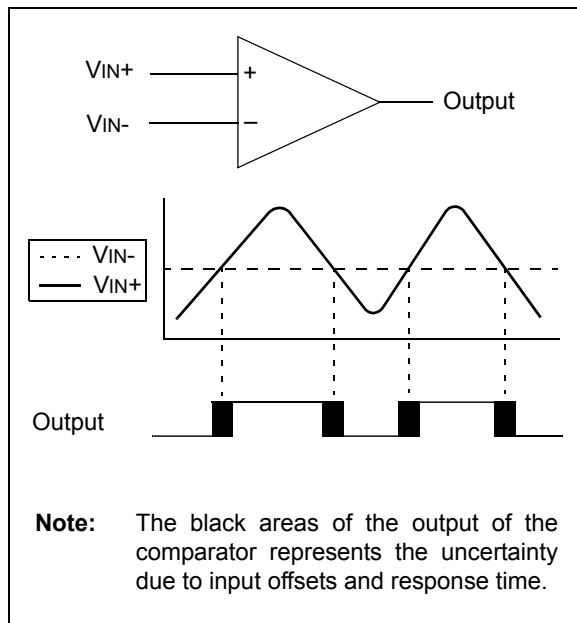 VIN+
+
Output
VIN-
–
VIN-
VIN+
Output
Note: The black areas of the output of the
comparator represents the uncertainty
due to input offsets and response time.